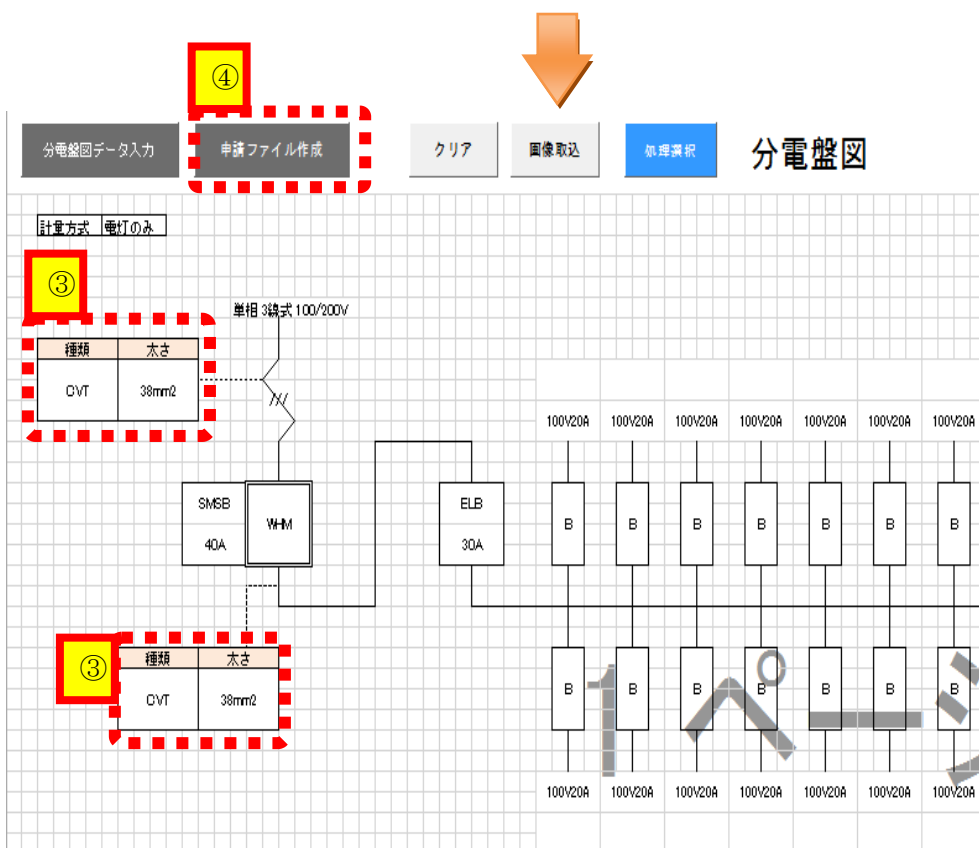 ④
分電盤図データ入力 申請ファイル作成 クリア 画像取込 処理選択 分電盤図
計量方式 電灯のみ
③
単相3線式100/200V
種類 太さ
CVT 38mm2
100V20A 100V20A 100V20A 100V20A 100V20A 100V20A 100V20A
SMSB
40A
WHM
ELB
30A
B B B B B B B
③
種類 太さ
CVT 38mm2
B B B B B B B
1ページ
100V20A 100V20A 100V20A 100V20A 100V20A 100V20A 100V20A